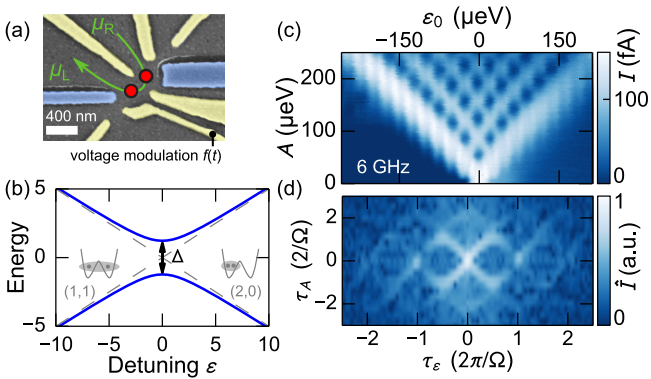 (a)
μR
μL
400 nm
voltage modulation f(t)
(b)
5
0
−5
Energy
Δ
(1,1)
(2,0)
−10
−5
0
5
10
Detuning ε
ε0 (μeV)
−150
0
150
(c)
200
100
0
A (μeV)
6 GHz
I (fA)
100
0
(d)
2
0
−2
τA (2/Ω)
1
0
Î (a.u.)
−2
−1
0
1
2
τε (2π/Ω)